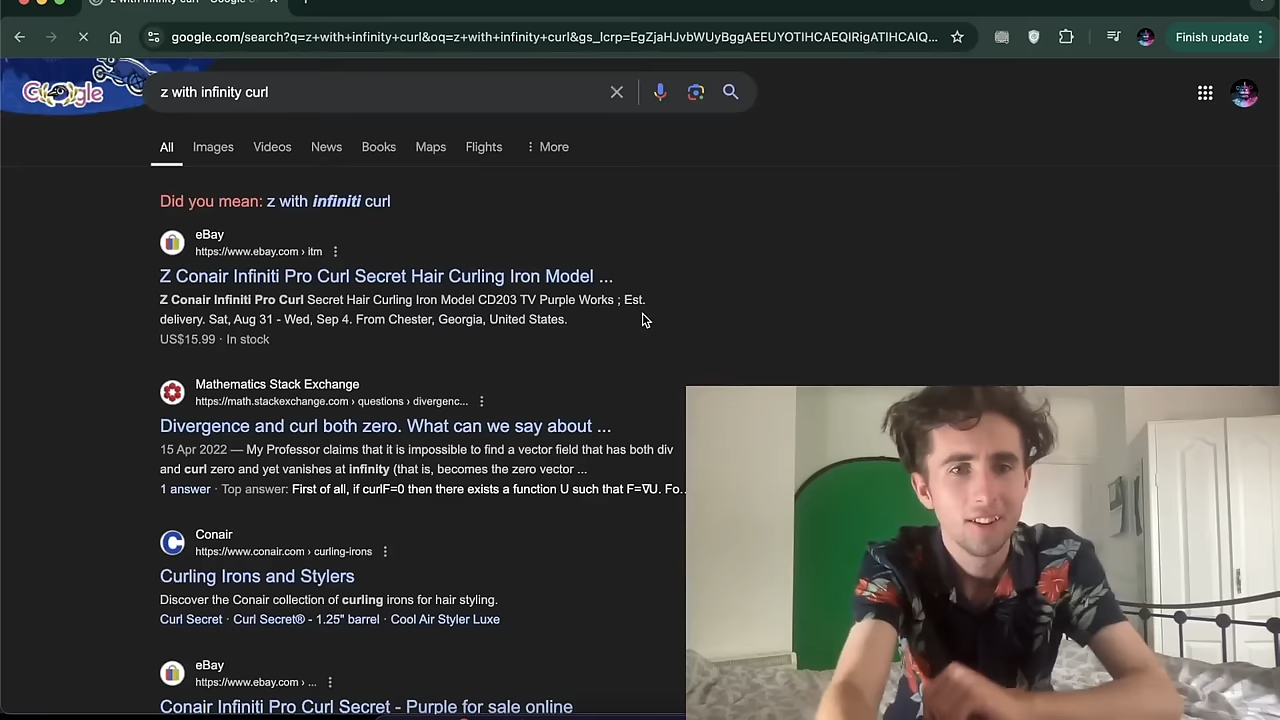 z with infinity curl - Google
google.com/search?q=z+with+infinity+curl&oq=z+with+infinity+curl&gs_lcrp=EgZjaHJvbWUyBggAEEUYOTIHCAEQIRigATIHCAIQ...
Finish update
Google
z with infinity curl
All Images Videos News Books Maps Flights More
Did you mean: z with infiniti curl
eBay
https://www.ebay.com › itm
Z Conair Infiniti Pro Curl Secret Hair Curling Iron Model ...
Z Conair Infiniti Pro Curl Secret Hair Curling Iron Model CD203 TV Purple Works ; Est.
delivery. Sat, Aug 31 - Wed, Sep 4. From Chester, Georgia, United States.
US$15.99 · In stock
Mathematics Stack Exchange
https://math.stackexchange.com › questions › divergenc...
Divergence and curl both zero. What can we say about ...
15 Apr 2022 — My Professor claims that it is impossible to find a vector field that has both div
and curl zero and yet vanishes at infinity (that is, becomes the zero vector ...
1 answer · Top answer: First of all, if curlF=0 then there exists a function U such that F=∇U. Fo...
Conair
https://www.conair.com › curling-irons
Curling Irons and Stylers
Discover the Conair collection of curling irons for hair styling.
Curl Secret · Curl Secret® - 1.25" barrel · Cool Air Styler Luxe
eBay
https://www.ebay.com › ...
Conair Infiniti Pro Curl Secret - Purple for sale online